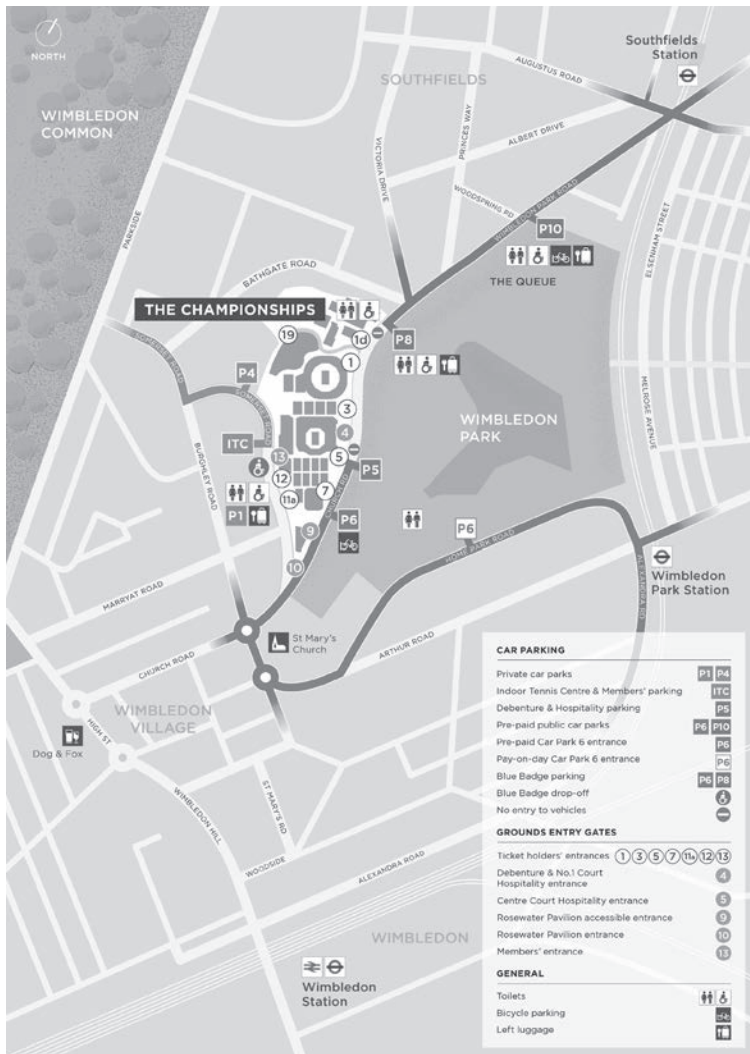 NORTH
Southfields
Station
SOUTHFIELDS
AUGUSTUS ROAD
WIMBLEDON
COMMON
PRINCES WAY
ALBERT DRIVE
VICTORIA DRIVE
WOODSPRING RD
WIMBLEDON PARK ROAD
P10
ELSENHAM STREET
PARKSIDE
BATHGATE ROAD
THE QUEUE
THE CHAMPIONSHIPS
19
1d
P8
1
SOMERSET ROAD
P4
SOMERSET ROAD
3
MELROSE AVENUE
WIMBLEDON
PARK
4
ITC
13
5
P5
BURGHLEY ROAD
12
7
11a
CHURCH RD
P1
P6
9
P6
HOME PARK ROAD
10
Wimbledon
Park Station
ALEXANDRA RD
MARRYAT ROAD
St Mary's
Church
ARTHUR ROAD
CHURCH ROAD
WIMBLEDON
VILLAGE
HIGH ST
Dog & Fox
ST MARY'S RD
WIMBLEDON HILL
WOODSIDE
ALEXANDRA ROAD
WIMBLEDON
Wimbledon
Station
CAR PARKING
Private car parks P1 P4
Indoor Tennis Centre & Members' parking ITC
Debenture & Hospitality parking P5
Pre-paid public car parks P6 P10
Pre-paid Car Park 6 entrance P6
Pay-on-day Car Park 6 entrance P6
Blue Badge parking P6 P8
Blue Badge drop-off
No entry to vehicles
GROUNDS ENTRY GATES
Ticket holders' entrances 1 3 5 7 11a 12 13
Debenture & No.1 Court
Hospitality entrance 4
Centre Court Hospitality entrance 5
Rosewater Pavilion accessible entrance 9
Rosewater Pavilion entrance 10
Members' entrance 13
GENERAL
Toilets
Bicycle parking
Left luggage